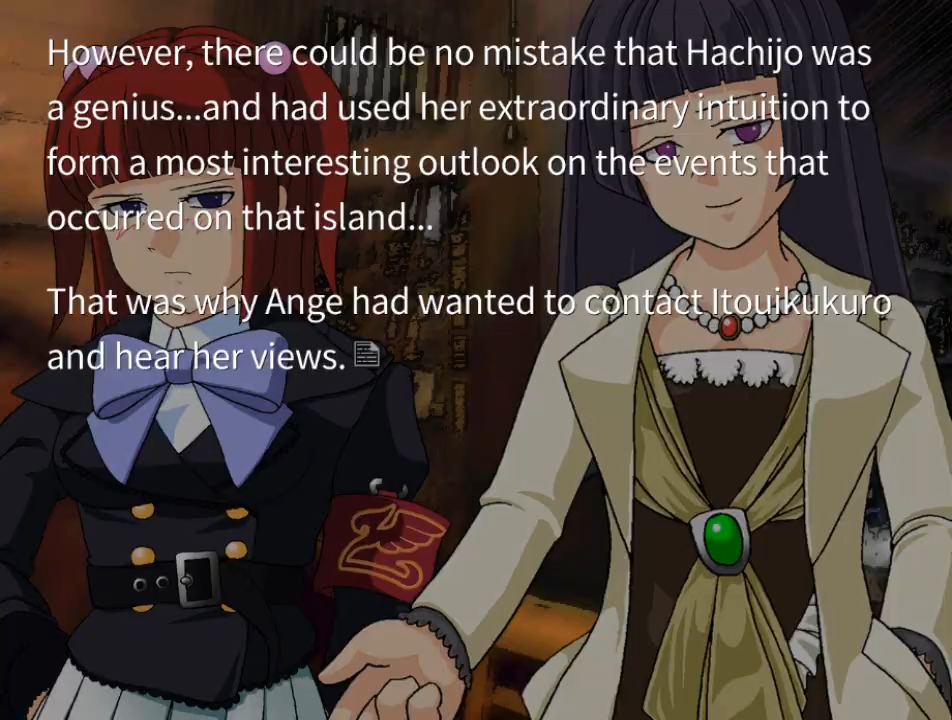 However, there could be no mistake that Hachijo was
a genius...and had used her extraordinary intuition to
form a most interesting outlook on the events that
occurred on that island...
That was why Ange had wanted to contact Itouikukuro
and hear her views.